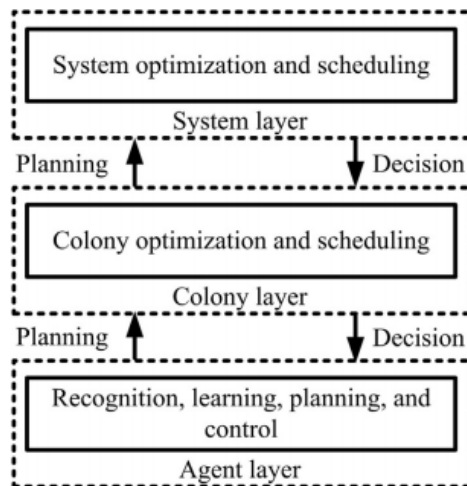 System optimization and scheduling
System layer
Planning
Decision
Colony optimization and scheduling
Colony layer
Planning
Decision
Recognition, learning, planning, and
control
Agent layer